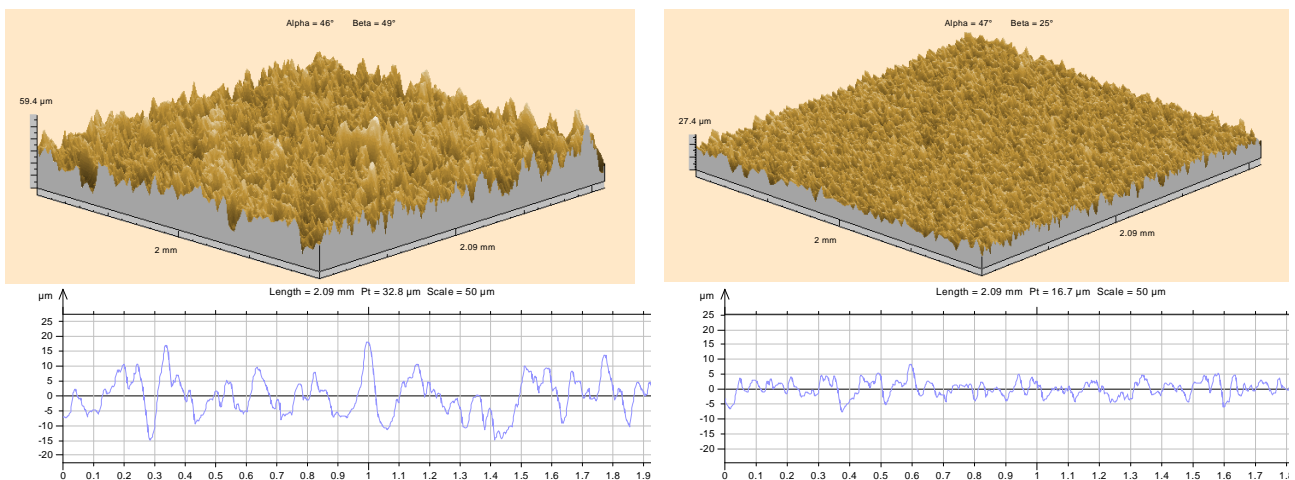 Alpha = 46° Beta = 49°
59.4 µm
2 mm
2.09 mm
Length = 2.09 mm Pt = 32.8 µm Scale = 50 µm
µm
25
20
15
10
5
0
-5
-10
-15
-20
0 0.1 0.2 0.3 0.4 0.5 0.6 0.7 0.8 0.9 1 1.1 1.2 1.3 1.4 1.5 1.6 1.7 1.8 1.9
Alpha = 47° Beta = 25°
27.4 µm
2 mm
2.09 mm
Length = 2.09 mm Pt = 16.7 µm Scale = 50 µm
µm
25
20
15
10
5
0
-5
-10
-15
-20
0 0.1 0.2 0.3 0.4 0.5 0.6 0.7 0.8 0.9 1 1.1 1.2 1.3 1.4 1.5 1.6 1.7